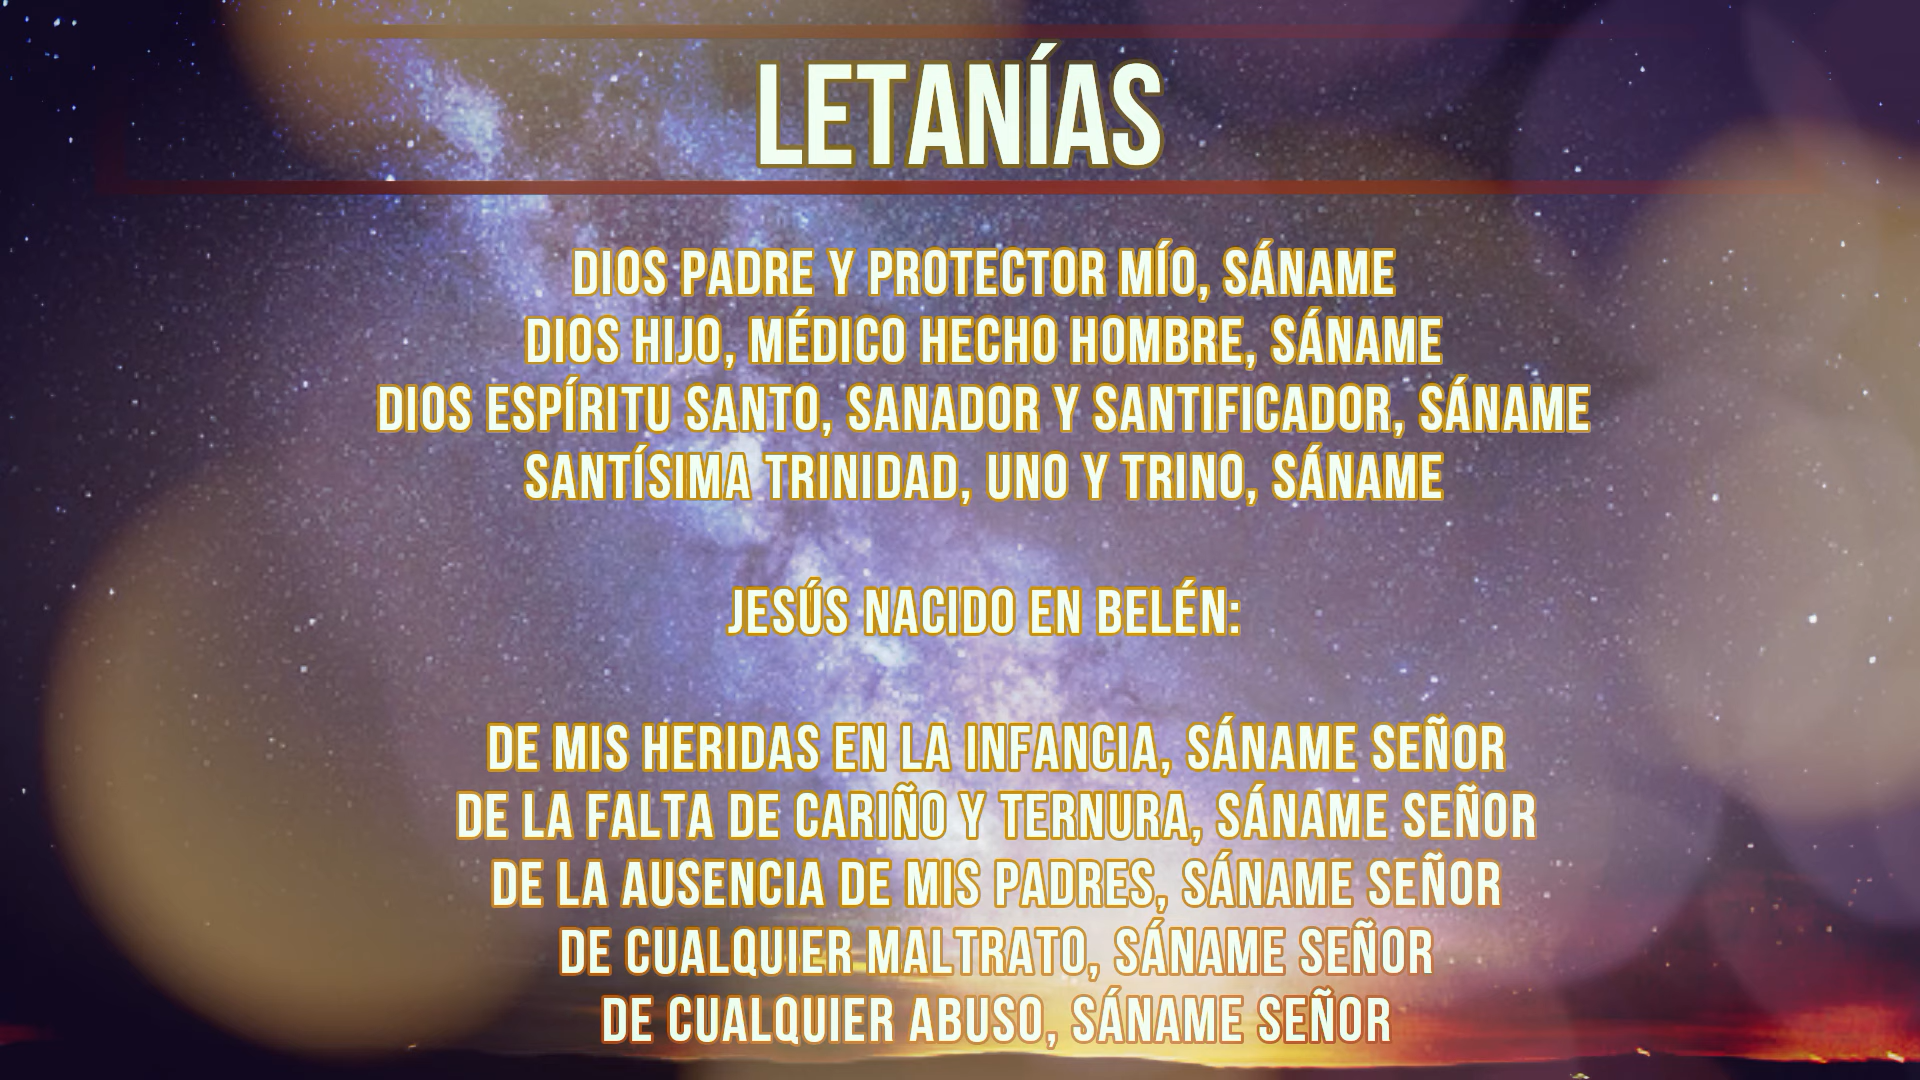 LETANÍAS
DIOS PADRE Y PROTECTOR MÍO, SÁNAME
DIOS HIJO, MÉDICO HECHO HOMBRE, SÁNAME
DIOS ESPÍRITU SANTO, SANADOR Y SANTIFICADOR, SÁNAME
SANTÍSIMA TRINIDAD, UNO Y TRINO, SÁNAME
JESÚS NACIDO EN BELÉN:
DE MIS HERIDAS EN LA INFANCIA, SÁNAME SEÑOR
DE LA FALTA DE CARIÑO Y TERNURA, SÁNAME SEÑOR
DE LA AUSENCIA DE MIS PADRES, SÁNAME SEÑOR
DE CUALQUIER MALTRATO, SÁNAME SEÑOR
DE CUALQUIER ABUSO, SÁNAME SEÑOR